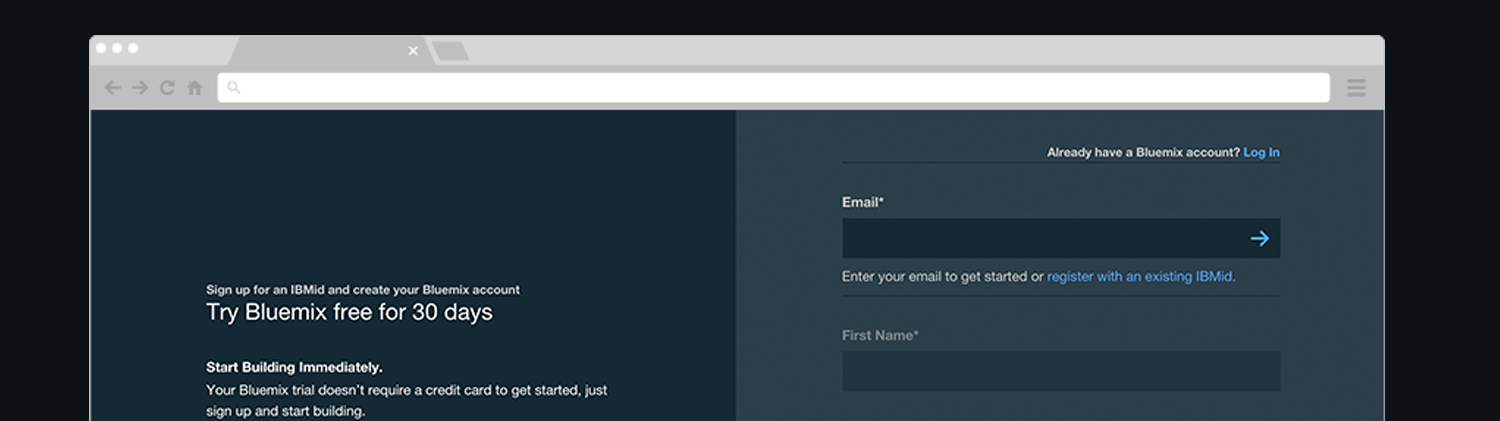 Already have a Bluemix account? Log In
Email*
Enter your email to get started or register with an existing IBMid.
First Name*
Sign up for an IBMid and create your Bluemix account
Try Bluemix free for 30 days
Start Building Immediately.
Your Bluemix trial doesn't require a credit card to get started, just
sign up and start building.